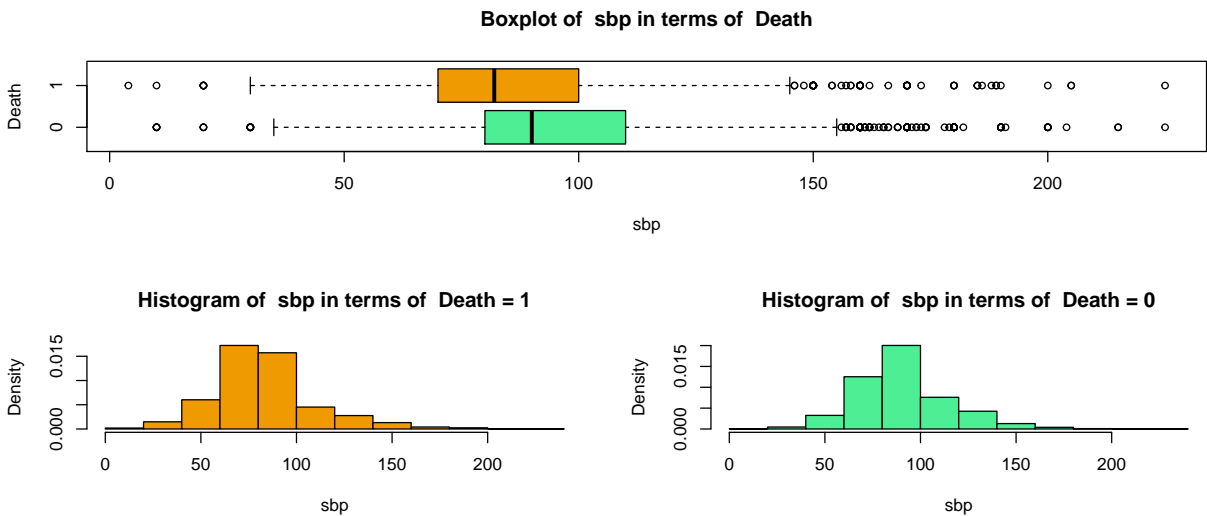 Boxplot of sbp in terms of Death
Death
1
0
0 50 100 150 200
sbp
Histogram of sbp in terms of Death = 1
Density
0.015
0.000
0 50 100 150 200
sbp
Histogram of sbp in terms of Death = 0
Density
0.015
0.000
0 50 100 150 200
sbp